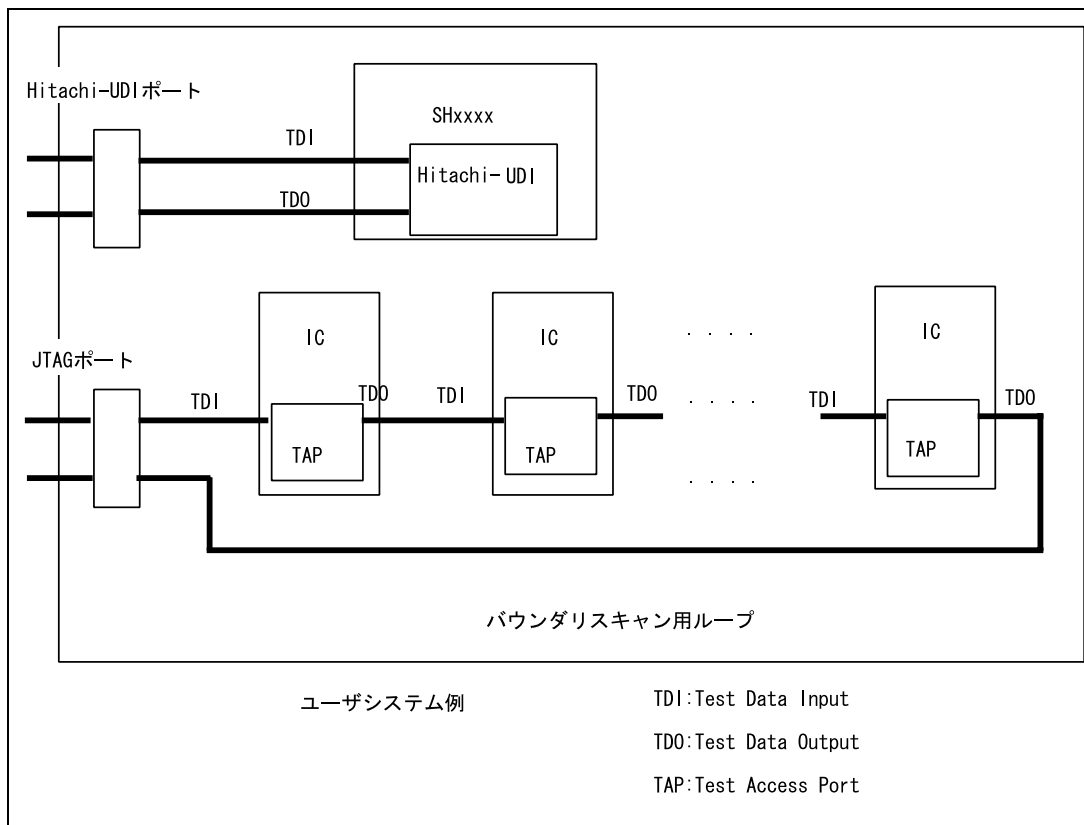 Hitachi-UDIポート
SHxxxx
TDI
Hitachi-UDI
TDO
JTAGポート
IC
IC
. . . .
IC
TDI
TDO
TDI
TDO
. . . .
TDI
TDO
TAP
TAP
TAP
. . . .
バウンダリスキャン用ループ
ユーザシステム例
TDI:Test Data Input
TDO:Test Data Output
TAP:Test Access Port